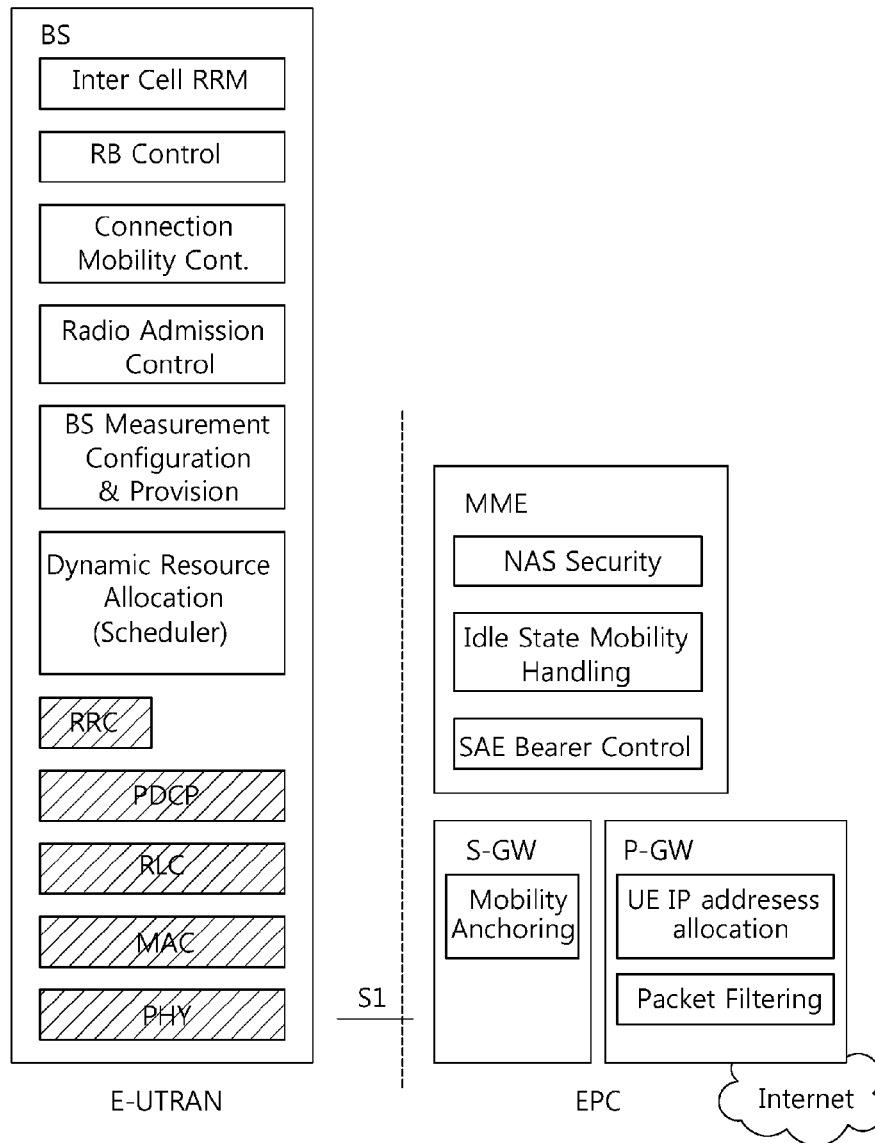 BS
Inter Cell RRM
RB Control
Connection
Mobility Cont.
Radio Admission
Control
BS Measurement
Configuration
& Provision
Dynamic Resource
Allocation
(Scheduler)
RRC
PDCP
RLC
MAC
PHY
S1
E-UTRAN
MME
NAS Security
Idle State Mobility
Handling
SAE Bearer Control
S-GW
Mobility
Anchoring
P-GW
UE IP addresess
allocation
Packet Filtering
EPC
Internet